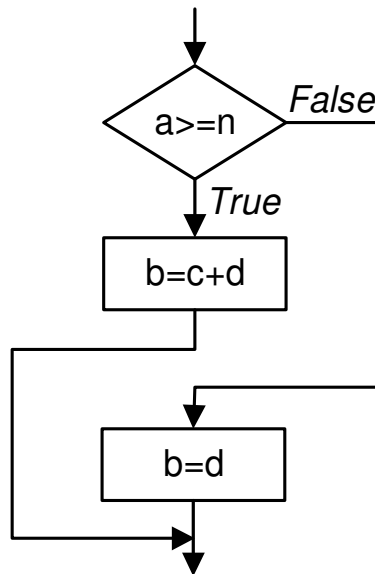 False
a>=n
True
b=c+d
b=d